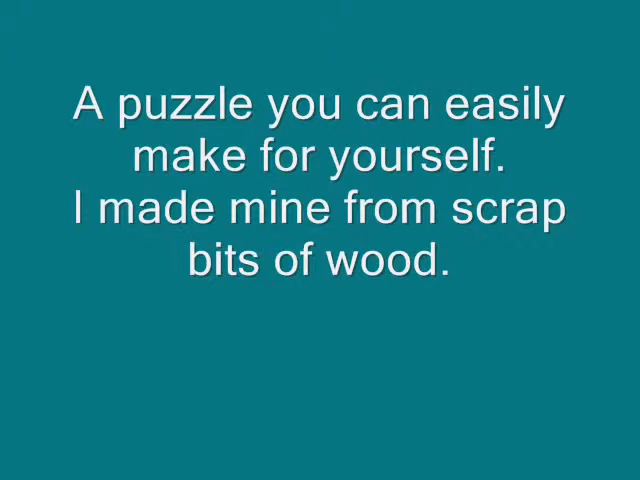 A puzzle you can easily
make for yourself.
I made mine from scrap
bits of wood.